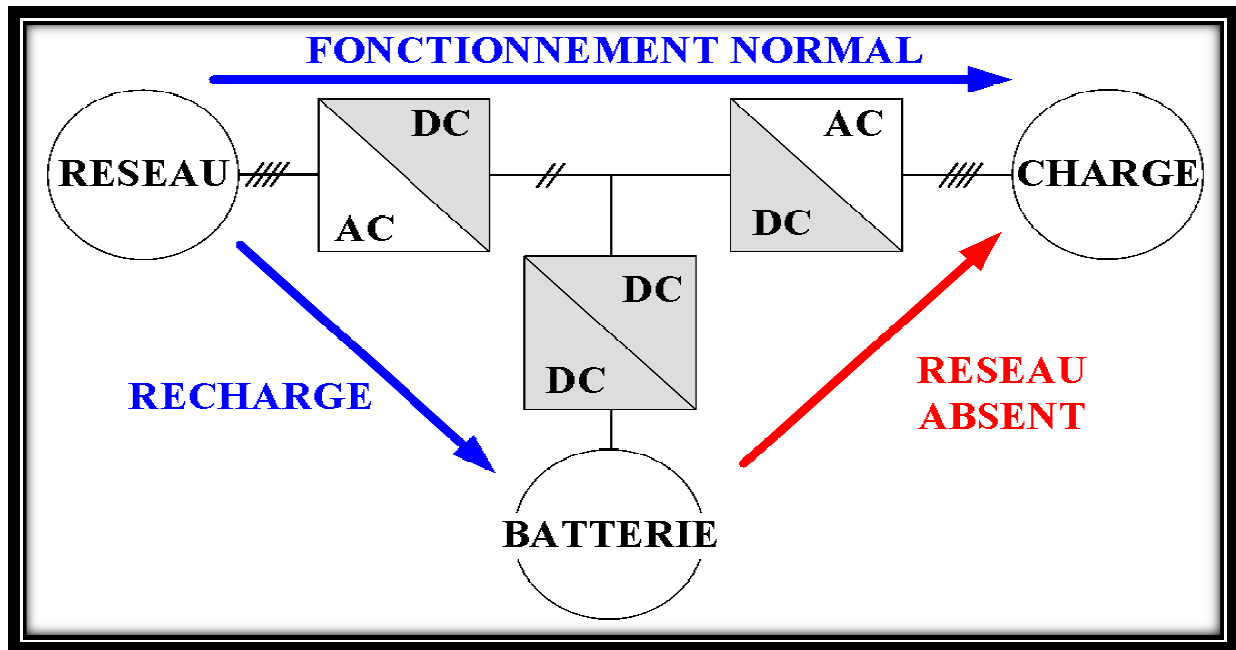 FONCTIONNEMENT NORMAL
DC
AC
RESEAU
CHARGE
AC
DC
DC
DC
RECHARGE
RESEAU
ABSENT
BATTERIE